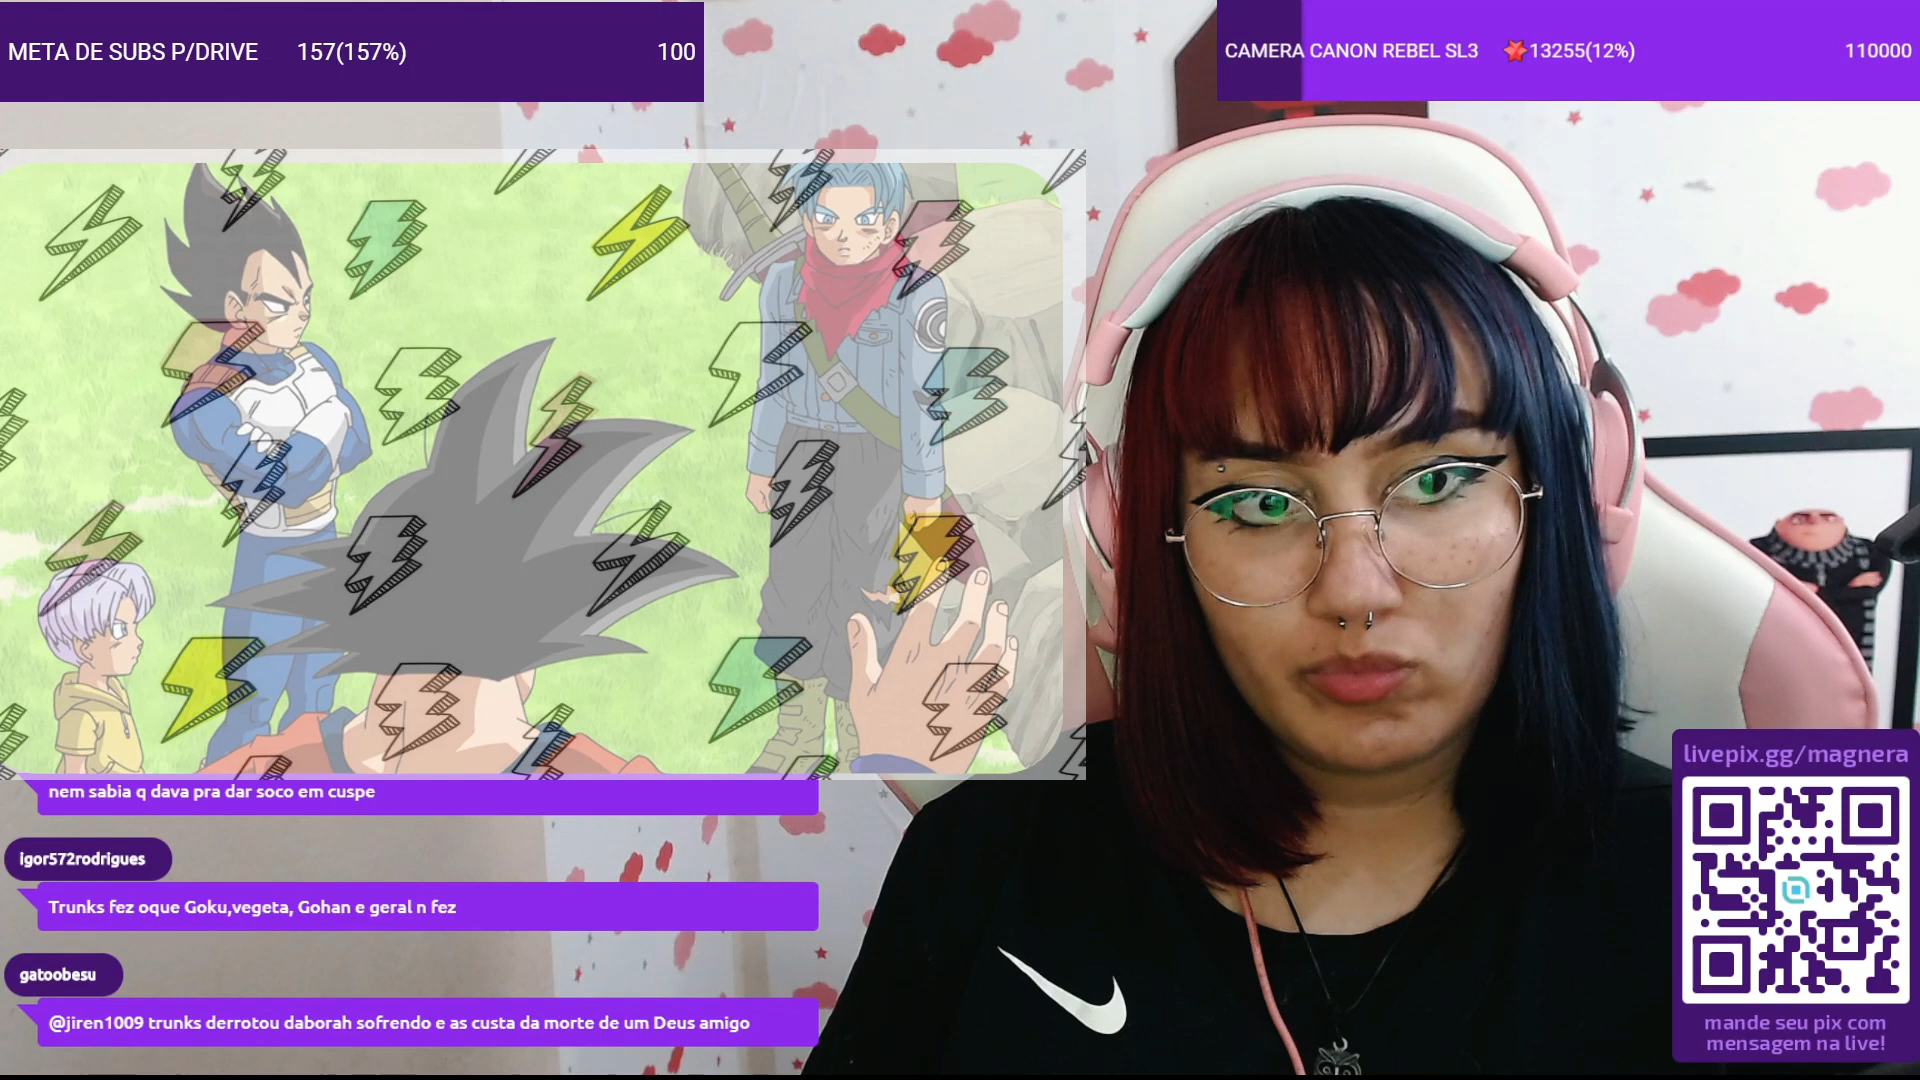 META DE SUBS P/DRIVE 157(157%) 100
CAMERA CANON REBEL SL3 13255(12%) 110000
nem sabia q dava pra dar soco em cuspe
igor572rodrigues
Trunks fez oque Goku,vegeta, Gohan e geral n fez
gatoobesu
@jiren1009 trunks derrotou daborah sofrendo e as custa da morte de um Deus amigo
livepix.gg/magnera
mande seu pix com
mensagem na live!